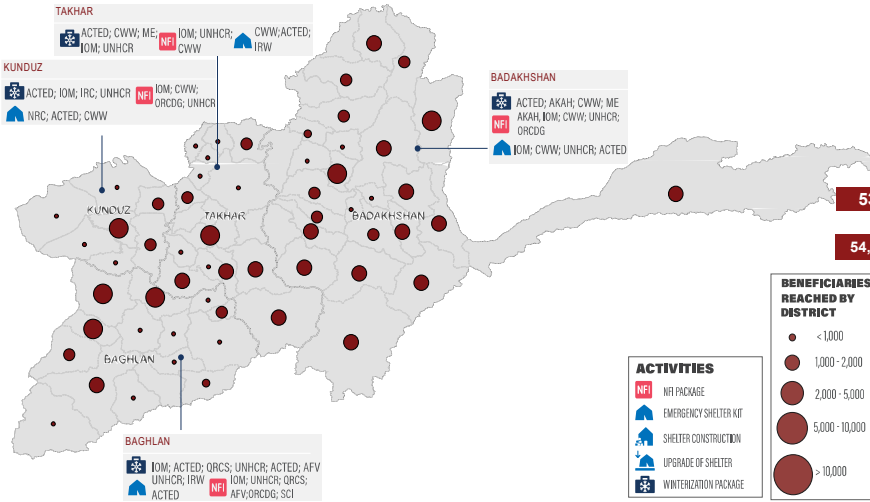 TAKHAR
ACTED; CWW; ME;
IOM; UNHCR
NFI
IOM; UNHCR;
CWW
CWW;ACTED;
IRW
KUNDUZ
ACTED; IOM; IRC; UNHCR
NFI
IOM; CWW;
ORCDG; UNHCR
NRC; ACTED; CWW
BADAKHSHAN
ACTED; AKAH; CWW; ME
NFI
AKAH, IOM; CWW; UNHCR;
ORCDG
IOM; CWW; UNHCR; ACTED
KUNDUZ
TAKHAR
BADAKHSHAN
BAGHLAN
53
54,
BENEFICIARIES
REACHED BY
DISTRICT
< 1,000
1,000 - 2,000
2,000 - 5,000
5,000 - 10,000
> 10,000
ACTIVITIES
NFI NFI PACKAGE
EMERGENCY SHELTER KIT
SHELTER CONSTRUCTION
UPGRADE OF SHELTER
WINTERIZATION PACKAGE
BAGHLAN
IOM; ACTED; QRCS; UNHCR; ACTED; AFV
UNHCR; IRW
ACTED
NFI
IOM; UNHCR; QRCS;
AFV;ORCDG; SCI